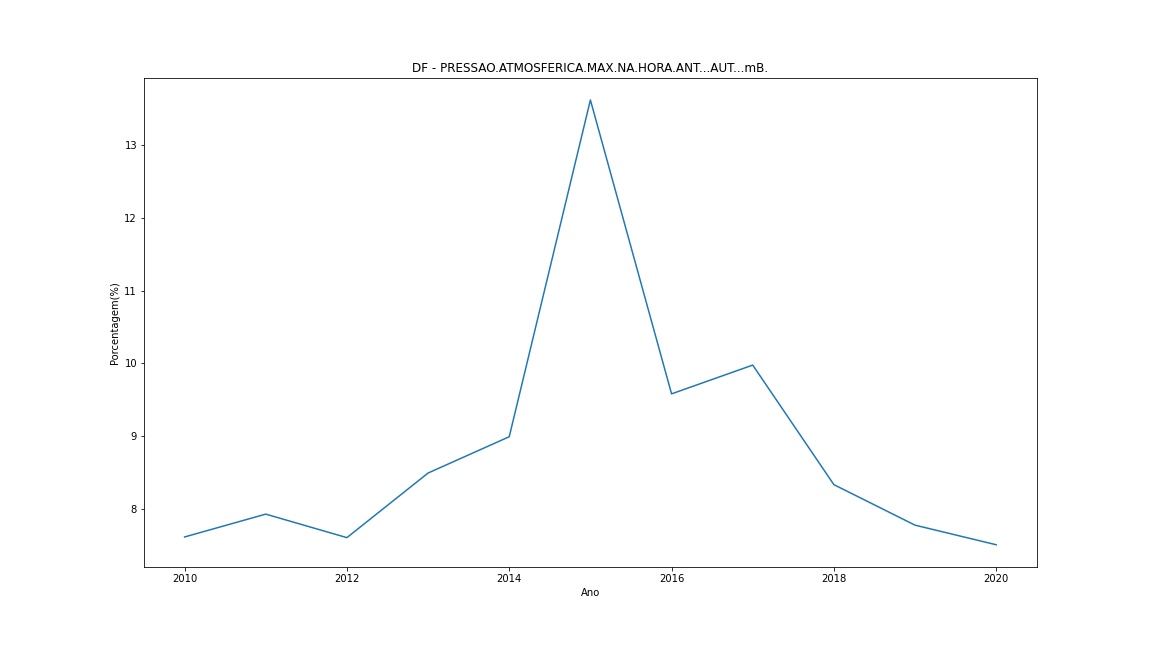 DF - PRESSAO.ATMOSFERICA.MAX.NA.HORA.ANT...AUT...mB.
13
12
11
10
9
8
Porcentagem(%)
2010 2012 2014 2016 2018 2020
Ano